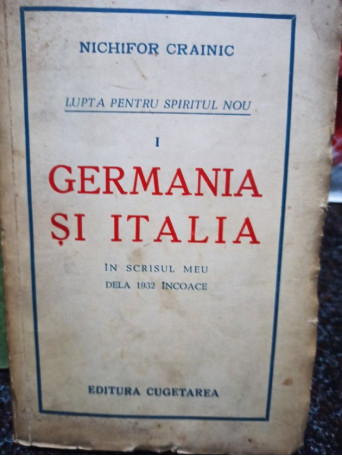 NICHIFOR CRAINIC
LUPTA PENTRU SPIRITUL NOU
I
GERMANIA
ȘI ITALIA
ÎN SCRISUL MEU
DELA 1932 ÎNCOACE
EDITURA CUGETAREA